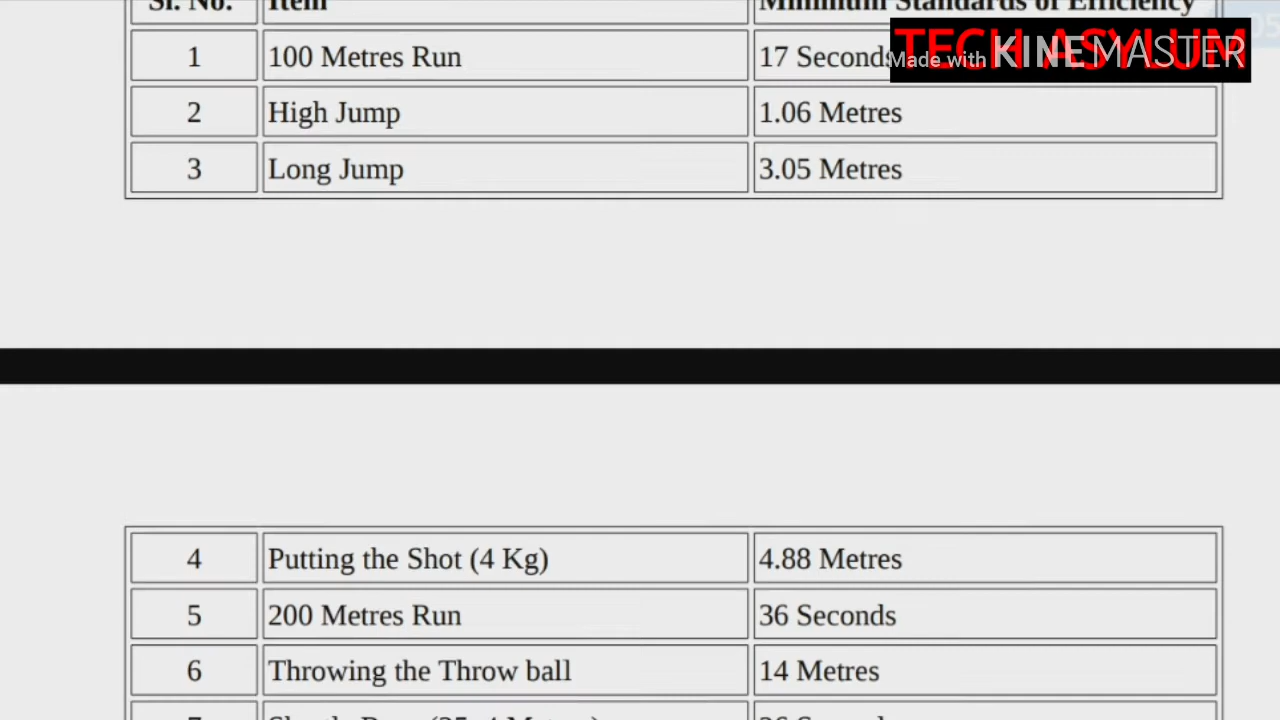 Sl. No. Item Minimum Standards of Efficiency
1 100 Metres Run 17 Seconds
TECH ASYLUM
Made with KINEMASTER
2 High Jump 1.06 Metres
3 Long Jump 3.05 Metres
4 Putting the Shot (4 Kg) 4.88 Metres
5 200 Metres Run 36 Seconds
6 Throwing the Throw ball 14 Metres
7